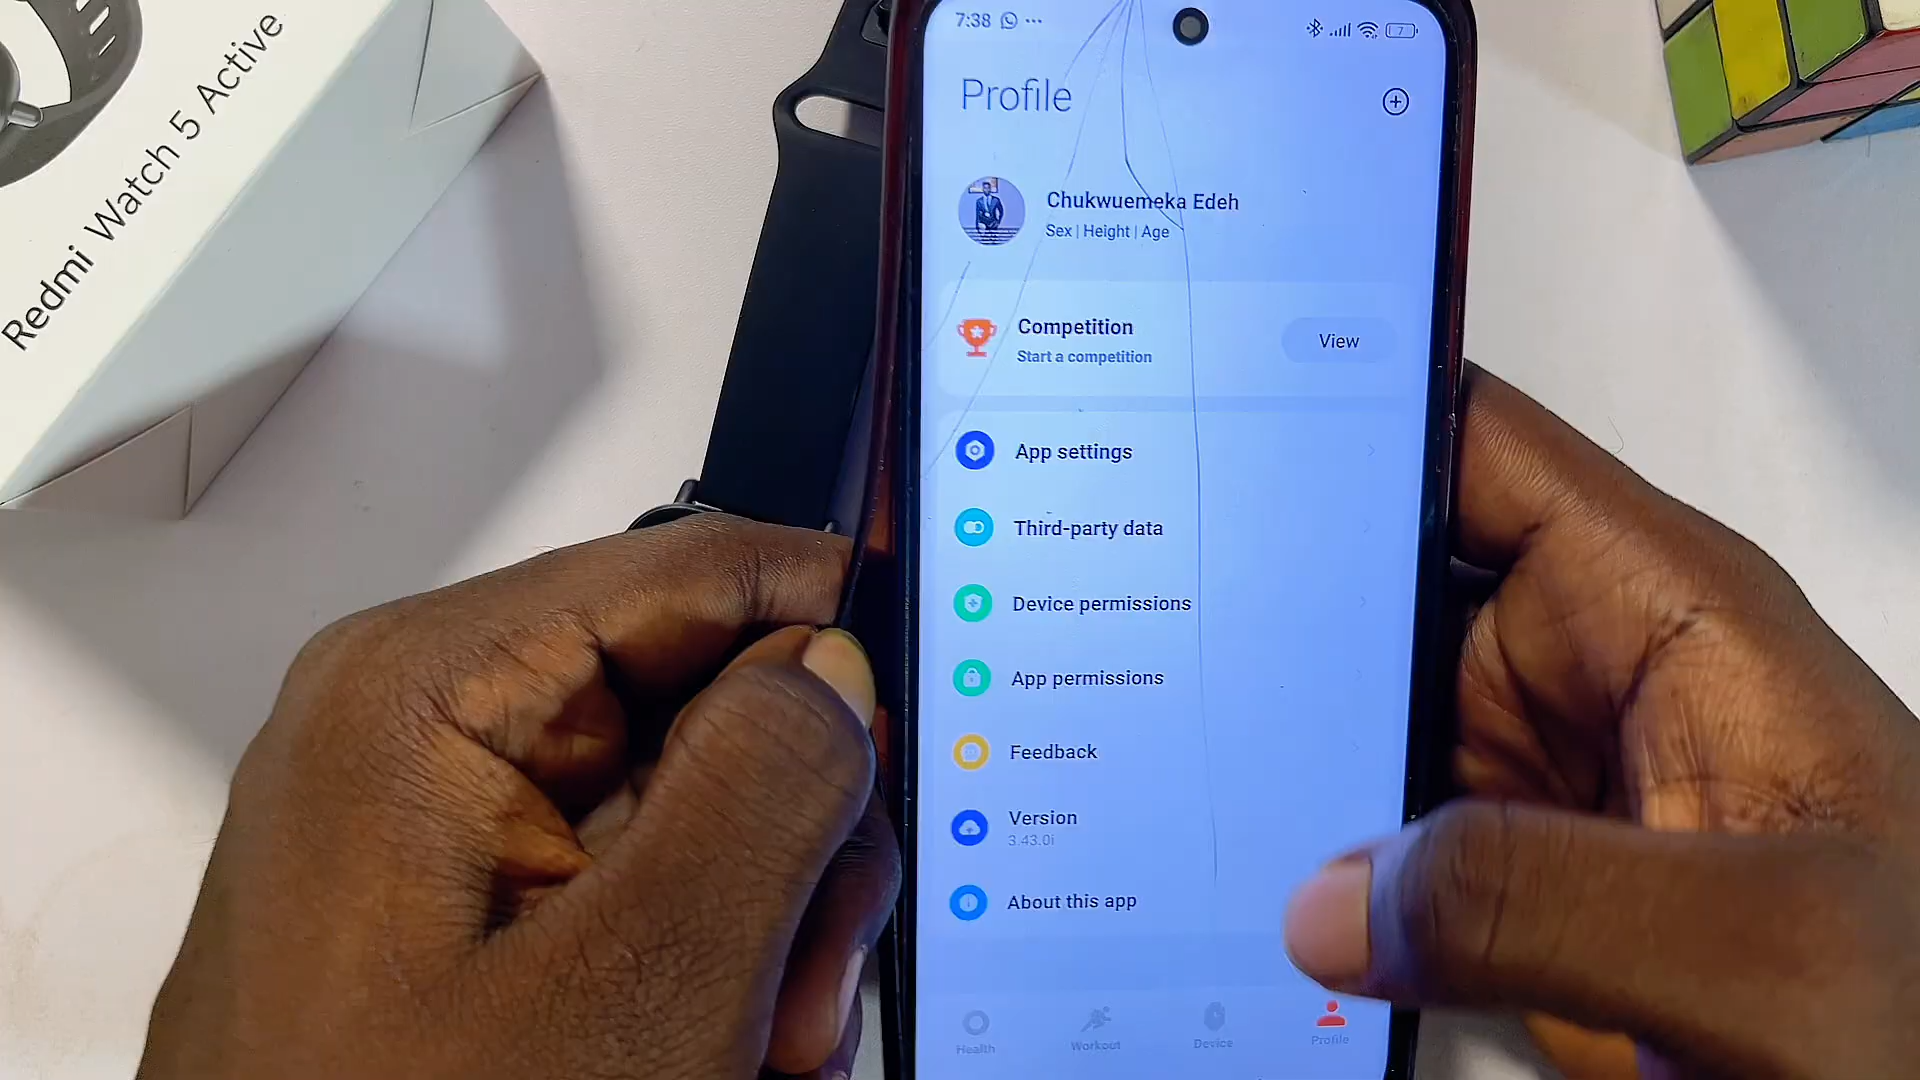 Redmi Watch 5 Active
7:38
7
Profile
Chukwuemeka Edeh
Sex | Height | Age
Competition
Start a competition
View
App settings
Third-party data
Device permissions
App permissions
Feedback
Version
3.43.0i
About this app
Health
Workout
Device
Profile